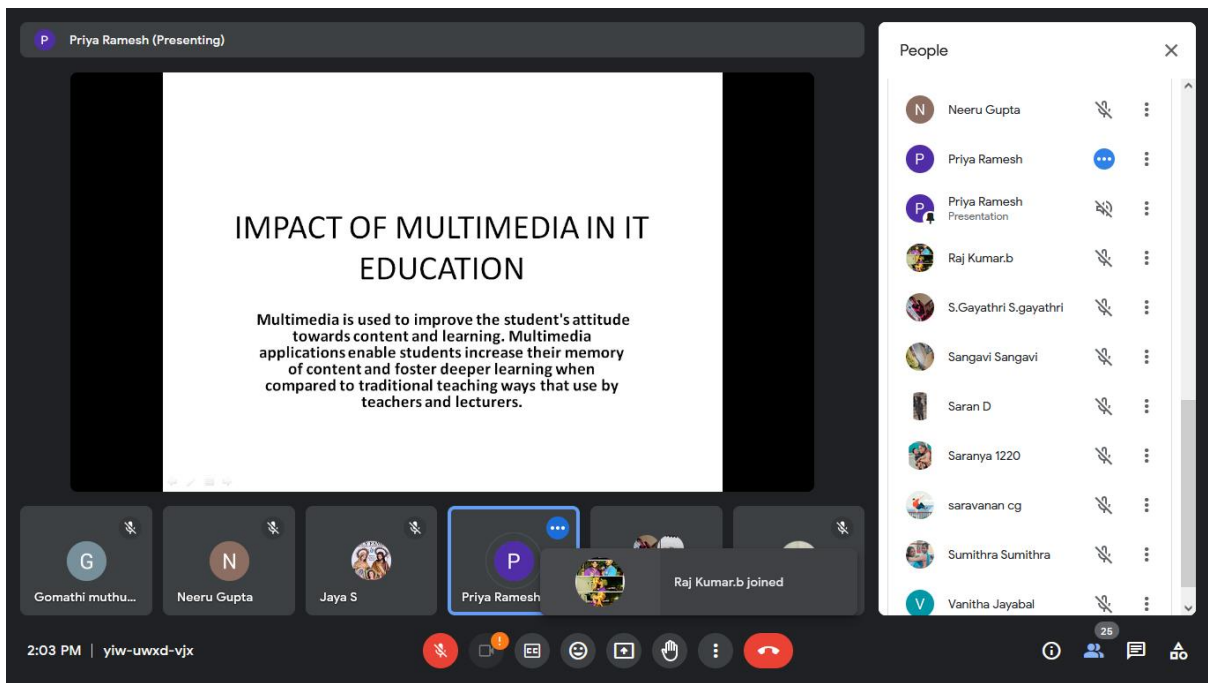 P Priya Ramesh (Presenting)
IMPACT OF MULTIMEDIA IN IT
EDUCATION
Multimedia is used to improve the student's attitude
towards content and learning. Multimedia
applications enable students increase their memory
of content and foster deeper learning when
compared to traditional teaching ways that use by
teachers and lecturers.
G
Gomathi muthu...
N
Neeru Gupta
Jaya S
P
Priya Ramesh
Raj Kumar.b joined
People
N Neeru Gupta
P Priya Ramesh
P Priya Ramesh
Presentation
Raj Kumar.b
S.Gayathri S.gayathri
Sangavi Sangavi
Saran D
Saranya 1220
saravanan cg
Sumithra Sumithra
V Vanitha Jayabal
2:03 PM | yiw-uwxd-vjx
!
CC
25